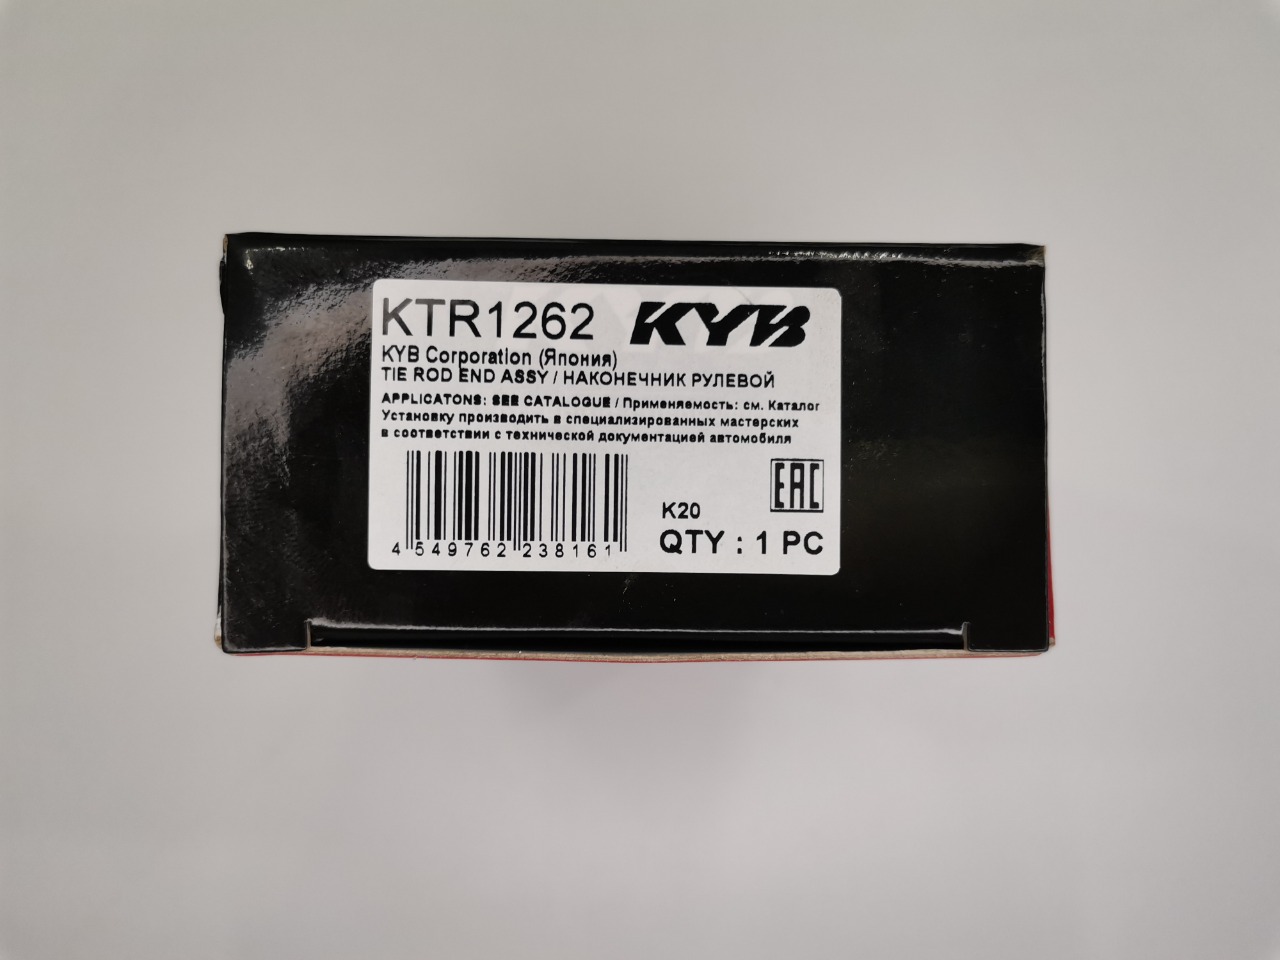 KTR1262 KYB
KYB Corporation (Япония)
TIE ROD END ASSY / НАКОНЕЧНИК РУЛЕВОЙ
APPLICATONS: SEE CATALOGUE / Применяемость: см. Каталог
Установку производить в специализированных мастерских
в соответствии с технической документацией автомобиля
EAC
K20
4 549762 238161
QTY : 1 PC